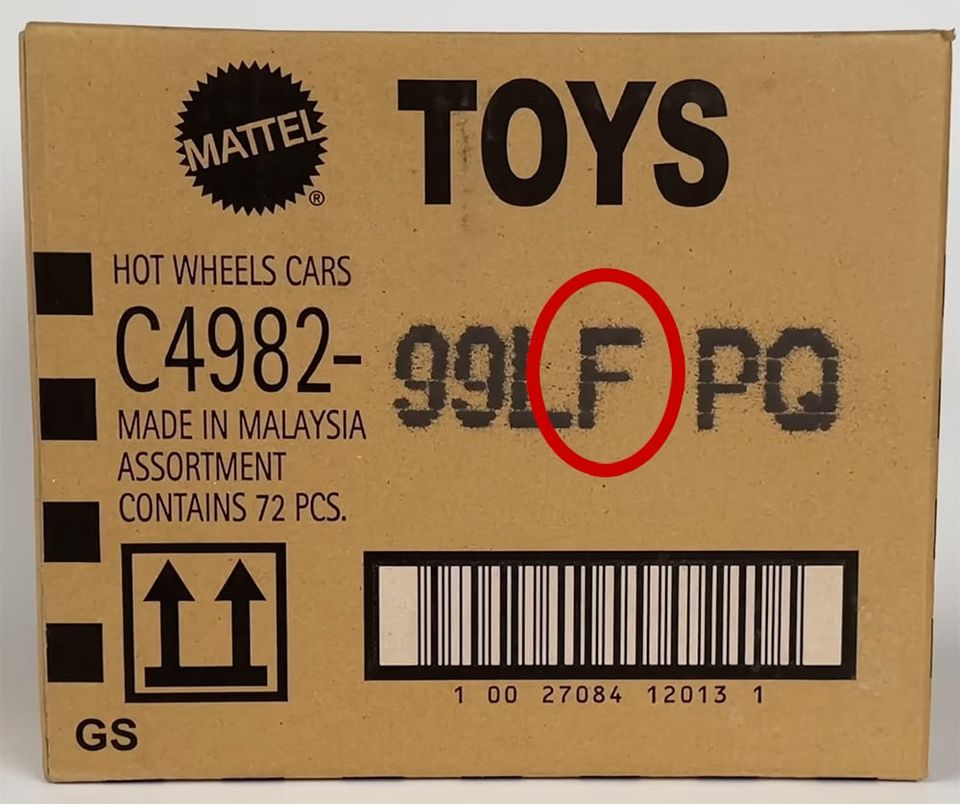 MATTEL ®
TOYS
HOT WHEELS CARS
C4982- 99LF PQ
MADE IN MALAYSIA
ASSORTMENT
CONTAINS 72 PCS.
1 00 27084 12013 1
GS